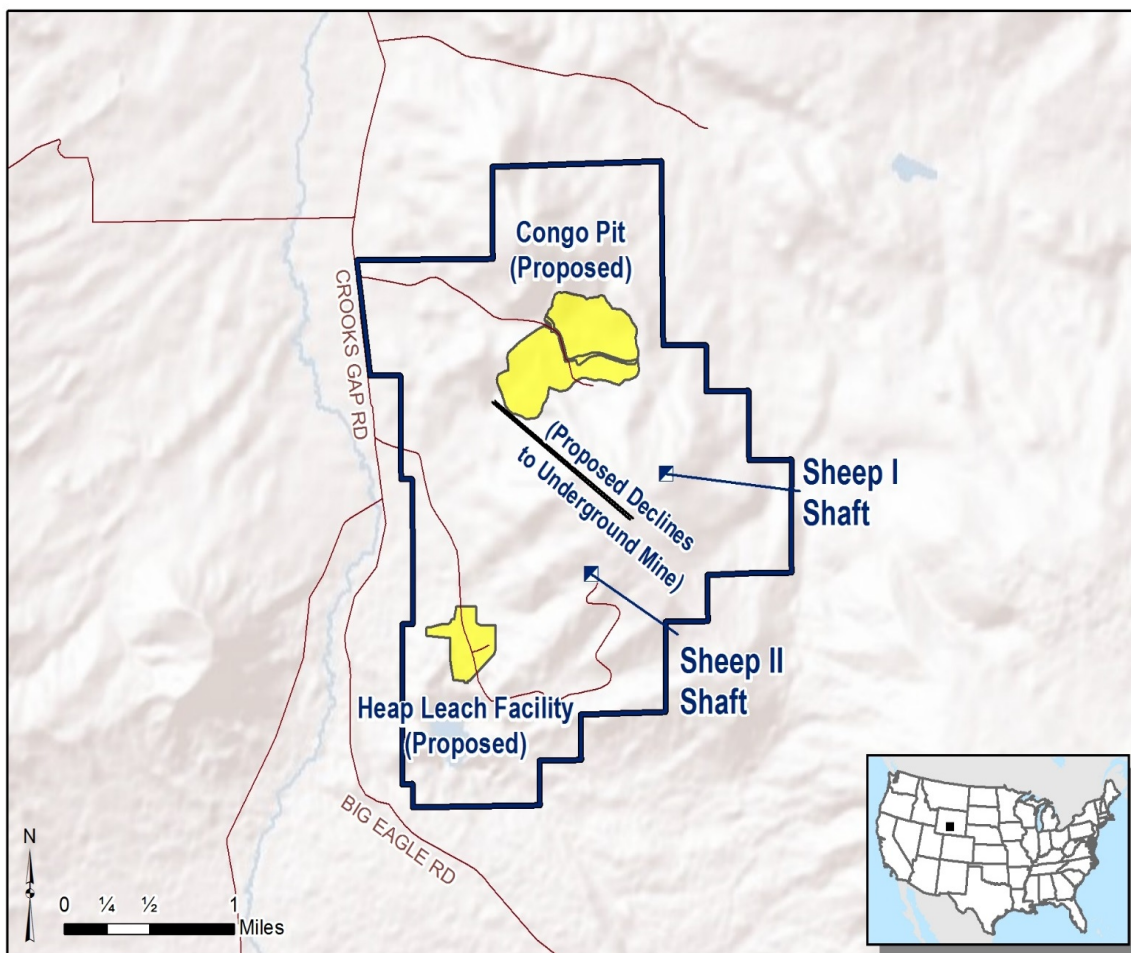 Congo Pit
(Proposed)
CROOKS GAP RD
(Proposed Declines
to Underground Mine)
Sheep I
Shaft
Sheep II
Shaft
Heap Leach Facility
(Proposed)
BIG EAGLE RD
N
0 ¼ ½ 1
Miles